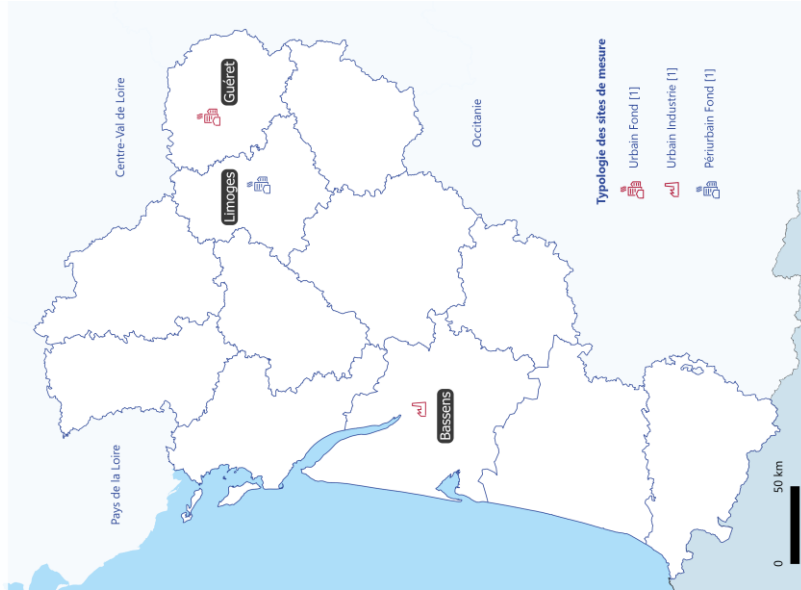 Centre-Val de Loire
Pays de la Loire
Guéret
Limoges
Bassens
Occitanie
Typologie des sites de mesure
Urbain Fond [1]
Urbain Industrie [1]
Périurbain Fond [1]
0
50 km